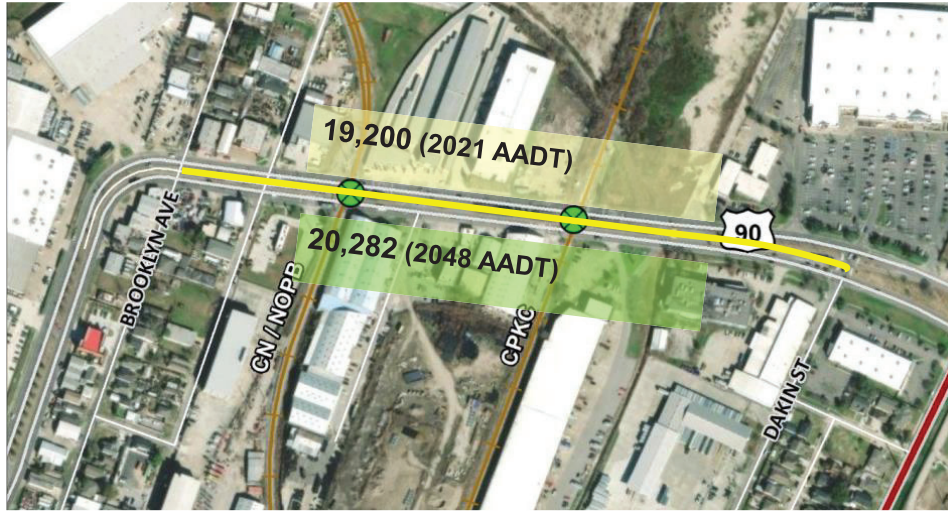 19,200 (2021 AADT)
90
BROOKLYN AVE
20,282 (2048 AADT)
CN / NOPB
CPKC
DAKIN ST